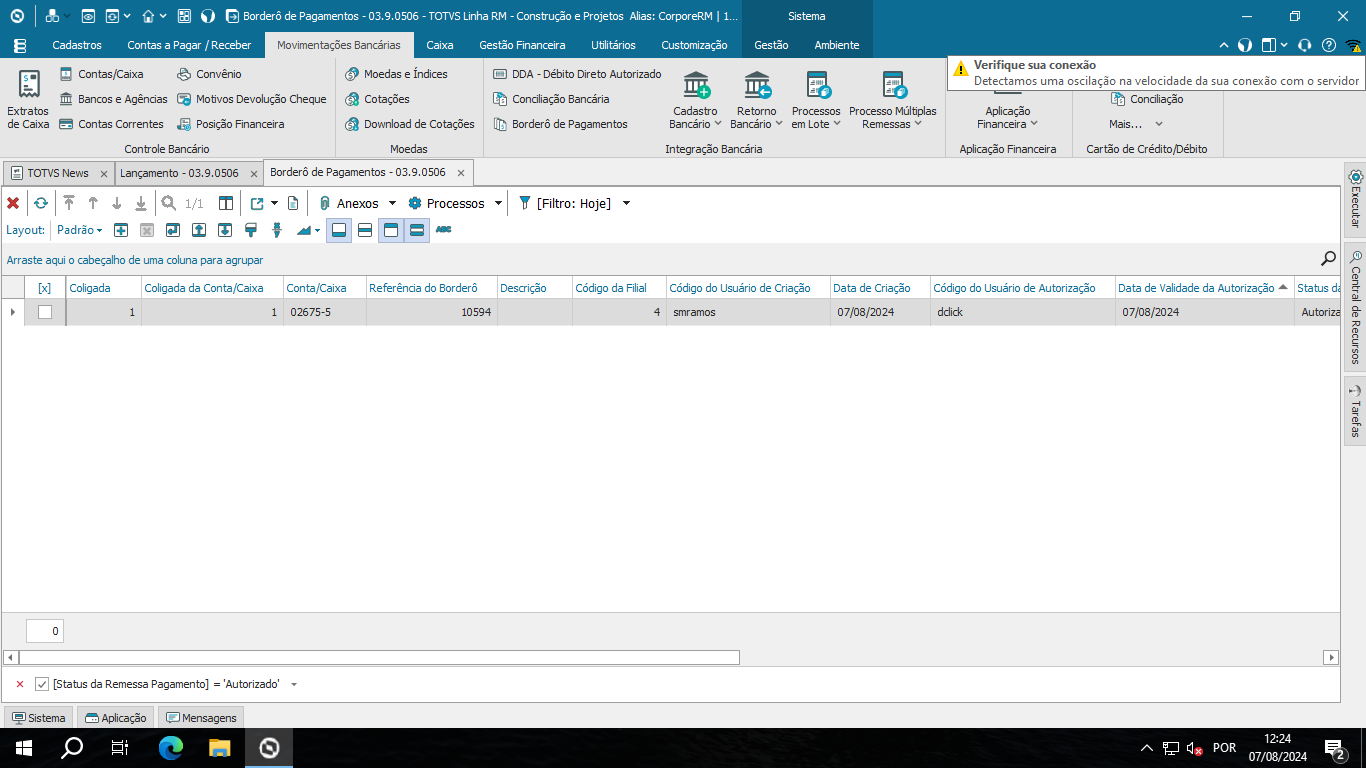 Borderô de Pagamentos - 03.9.0506 - TOTVS Linha RM - Construção e Projetos Alias: CorporeRM | 1...
Sistema
Cadastros
Contas a Pagar / Receber
Movimentações Bancárias
Caixa
Gestão Financeira
Utilitários
Customização
Gestão
Ambiente
Verifique sua conexão
Detectamos uma oscilação na velocidade da sua conexão com o servidor
Extratos
de Caixa
Contas/Caixa
Bancos e Agências
Contas Correntes
Convênio
Motivos Devolução Cheque
Posição Financeira
Controle Bancário
Moedas e Índices
Cotações
Download de Cotações
Moedas
DDA - Débito Direto Autorizado
Conciliação Bancária
Borderô de Pagamentos
Cadastro
Bancário
Retorno
Bancário
Processos
em Lote
Processo Múltiplas
Remessas
Integração Bancária
Aplicação
Financeira
Aplicação Financeira
Conciliação
Mais...
Cartão de Crédito/Débito
TOTVS News
Lançamento - 03.9.0506
Borderô de Pagamentos - 03.9.0506
1/1
Anexos
Processos
[Filtro: Hoje]
Layout:
Padrão
ABC
Arraste aqui o cabeçalho de uma coluna para agrupar
[x] Coligada Coligada da Conta/Caixa Conta/Caixa Referência do Borderô Descrição Código da Filial Código do Usuário de Criação Data de Criação Código do Usuário de Autorização Data de Validade da Autorização Status da
1 1 02675-5 10594 4 smramos 07/08/2024 dclick 07/08/2024 Autoriza
0
[Status da Remessa Pagamento] = 'Autorizado'
Executar
Central de Recursos
Tarefas
Sistema
Aplicação
Mensagens
POR
12:24
07/08/2024
2